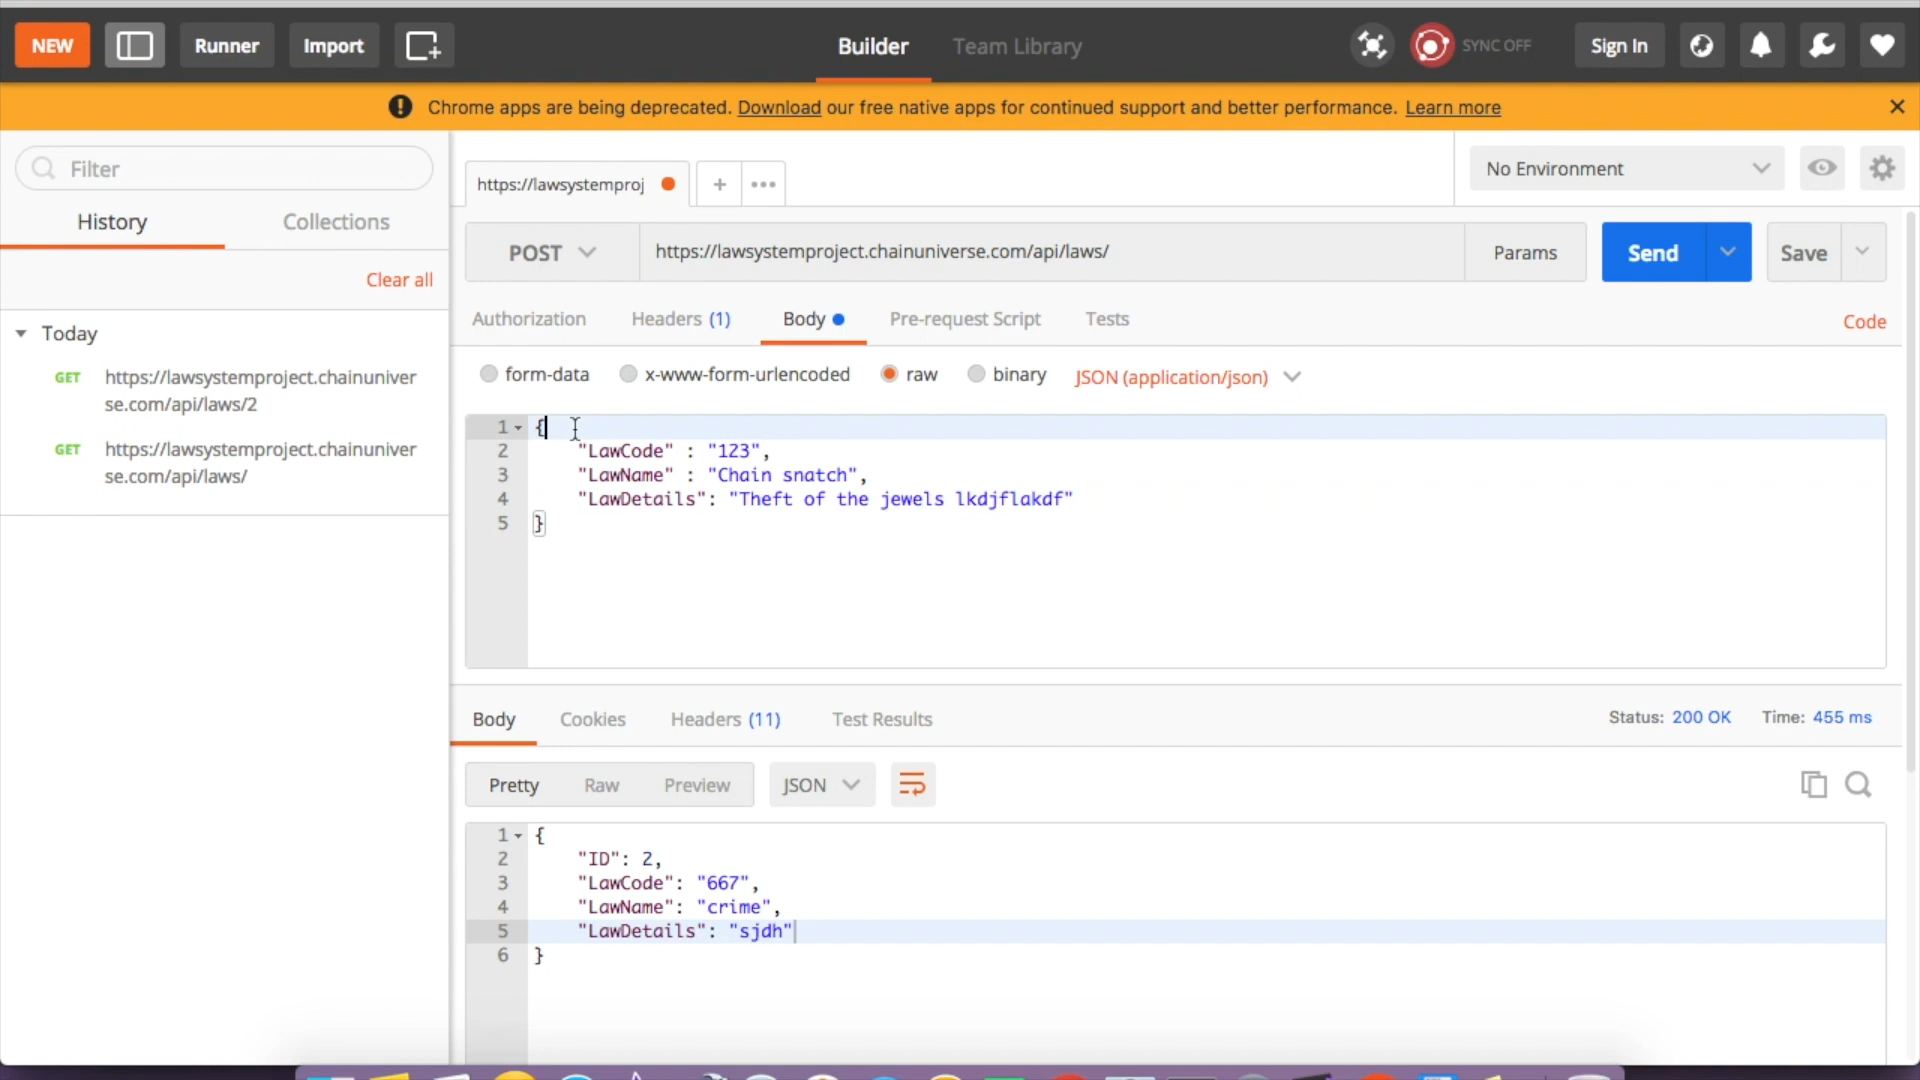 NEW Runner Import Builder Team Library SYNC OFF Sign In
Chrome apps are being deprecated. Download our free native apps for continued support and better performance. Learn more
Filter
History Collections
Clear all
Today
GET https://lawsystemproject.chainuniver
se.com/api/laws/2
GET https://lawsystemproject.chainuniver
se.com/api/laws/
https://lawsystemproj
No Environment
POST https://lawsystemproject.chainuniverse.com/api/laws/ Params Send Save
Authorization Headers (1) Body Pre-request Script Tests Code
form-data x-www-form-urlencoded raw binary JSON (application/json)
1 {
2 "LawCode" : "123",
3 "LawName" : "Chain snatch",
4 "LawDetails": "Theft of the jewels lkdjflakdf"
5 }
Body Cookies Headers (11) Test Results Status: 200 OK Time: 455 ms
Pretty Raw Preview JSON
1 {
2 "ID": 2,
3 "LawCode": "667",
4 "LawName": "crime",
5 "LawDetails": "sjdh"
6 }